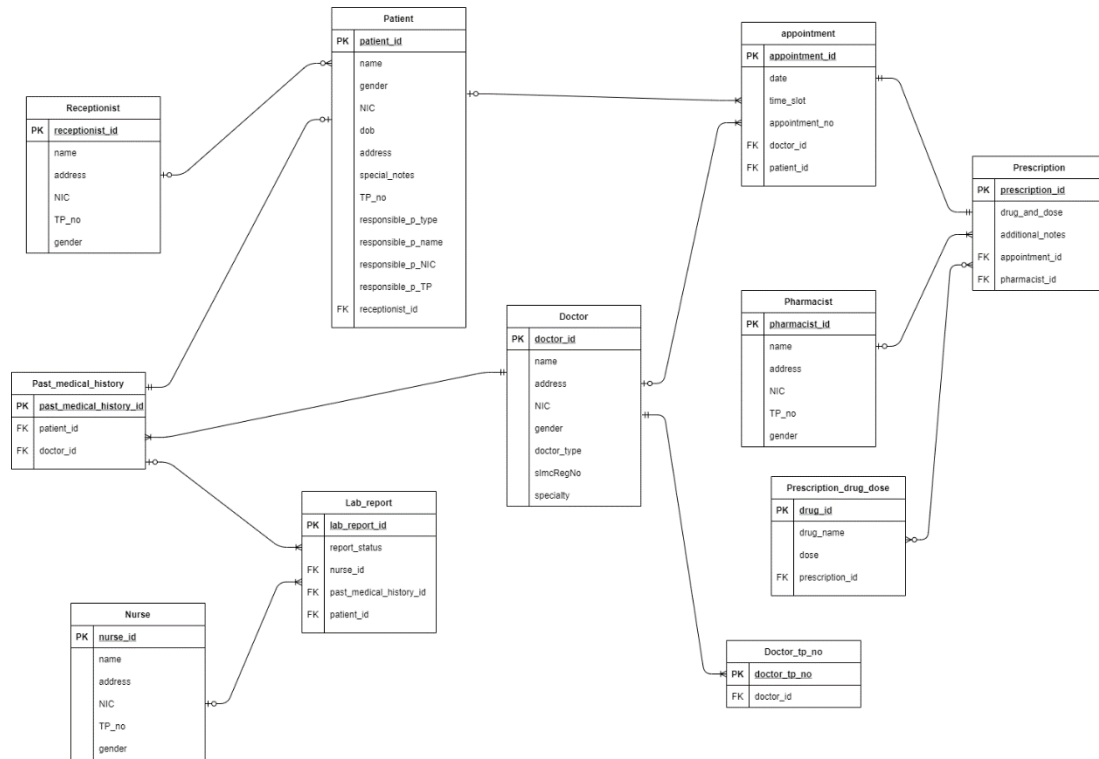 Patient
PK patient_id
name
gender
NIC
dob
address
special_notes
TP_no
responsible_p_type
responsible_p_name
responsible_p_NIC
responsible_p_TP
FK receptionist_id
appointment
PK appointment_id
date
time_slot
appointment_no
FK doctor_id
FK patient_id
Receptionist
PK receptionist_id
name
address
NIC
TP_no
gender
Prescription
PK prescription_id
drug_and_dose
additional_notes
FK appointment_id
FK pharmacist_id
Pharmacist
PK pharmacist_id
name
address
NIC
TP_no
gender
Doctor
PK doctor_id
name
address
NIC
gender
doctor_type
slmcRegNo
specialty
Past_medical_history
PK past_medical_history_id
FK patient_id
FK doctor_id
Prescription_drug_dose
PK drug_id
drug_name
dose
FK prescription_id
Lab_report
PK lab_report_id
report_status
FK nurse_id
FK past_medical_history_id
FK patient_id
Nurse
PK nurse_id
name
address
NIC
TP_no
gender
Doctor_tp_no
PK doctor_tp_no
FK doctor_id